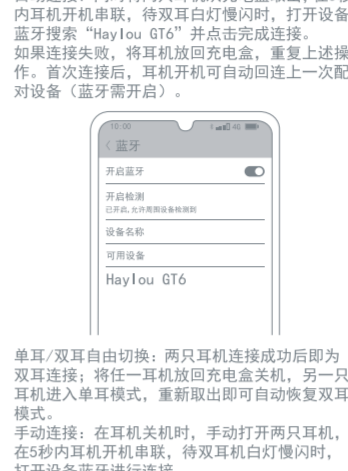 内耳机开机串联，待双耳白灯慢闪时，打开设备
蓝牙搜索“Haylou GT6”并点击完成连接。
如果连接失败，将耳机放回充电盒，重复上述操
作。首次连接后，耳机开机可自动回连上一次配
对设备（蓝牙需开启）。
10:00 4G
〈 蓝牙
开启蓝牙
开启检测
已开启，允许周围设备检测到
设备名称
可用设备
Haylou GT6
单耳/双耳自由切换：两只耳机连接成功后即为
双耳连接；将任一耳机放回充电盒关机，另一只
耳机进入单耳模式，重新取出即可自动恢复双耳
模式。
手动连接：在耳机关机时，手动打开两只耳机，
在5秒内耳机开机串联，待双耳机白灯慢闪时，
打开设备蓝牙进行连接。